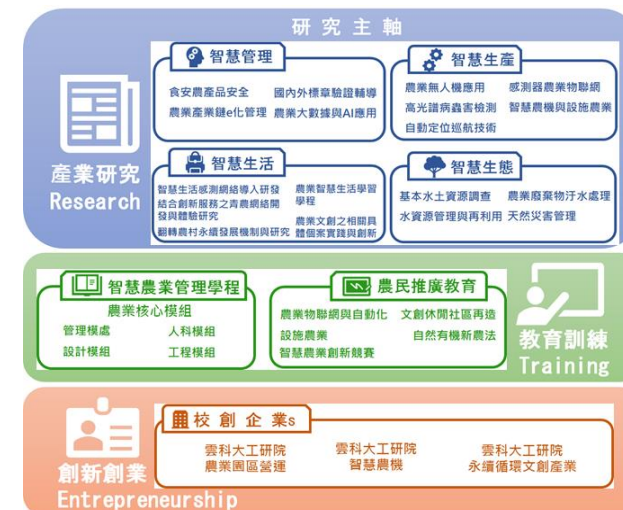 研究主軸
產業研究
Research
智慧管理
食安農產品安全 國內外標章驗證輔導
農業產業鏈e化管理 農業大數據與AI應用
智慧生產
農業無人機應用 感測器農業物聯網
高光譜病蟲害檢測 智慧農機與設施農業
自動定位巡航技術
智慧生活
智慧生活感測網絡導入研發
結合創新服務之青農網絡開
發與體驗研究
翻轉農村永續發展機制與研究
農業智慧生活學習
學程
農業文創之相關具
體個案實踐與創新
智慧生態
基本水土資源調查 農業廢棄物汙水處理
水資源管理與再利用 天然災害管理
智慧農業管理學程
農業核心模組
管理模處 人科模組
設計模組 工程模組
農民推廣教育
農業物聯網與自動化 文創休閒社區再造
設施農業 自然有機新農法
智慧農業創新競賽
教育訓練
Training
創新創業
Entrepreneurship
校創企業s
雲科大工研院
農業園區營運
雲科大工研院
智慧農機
雲科大工研院
永續循環文創產業